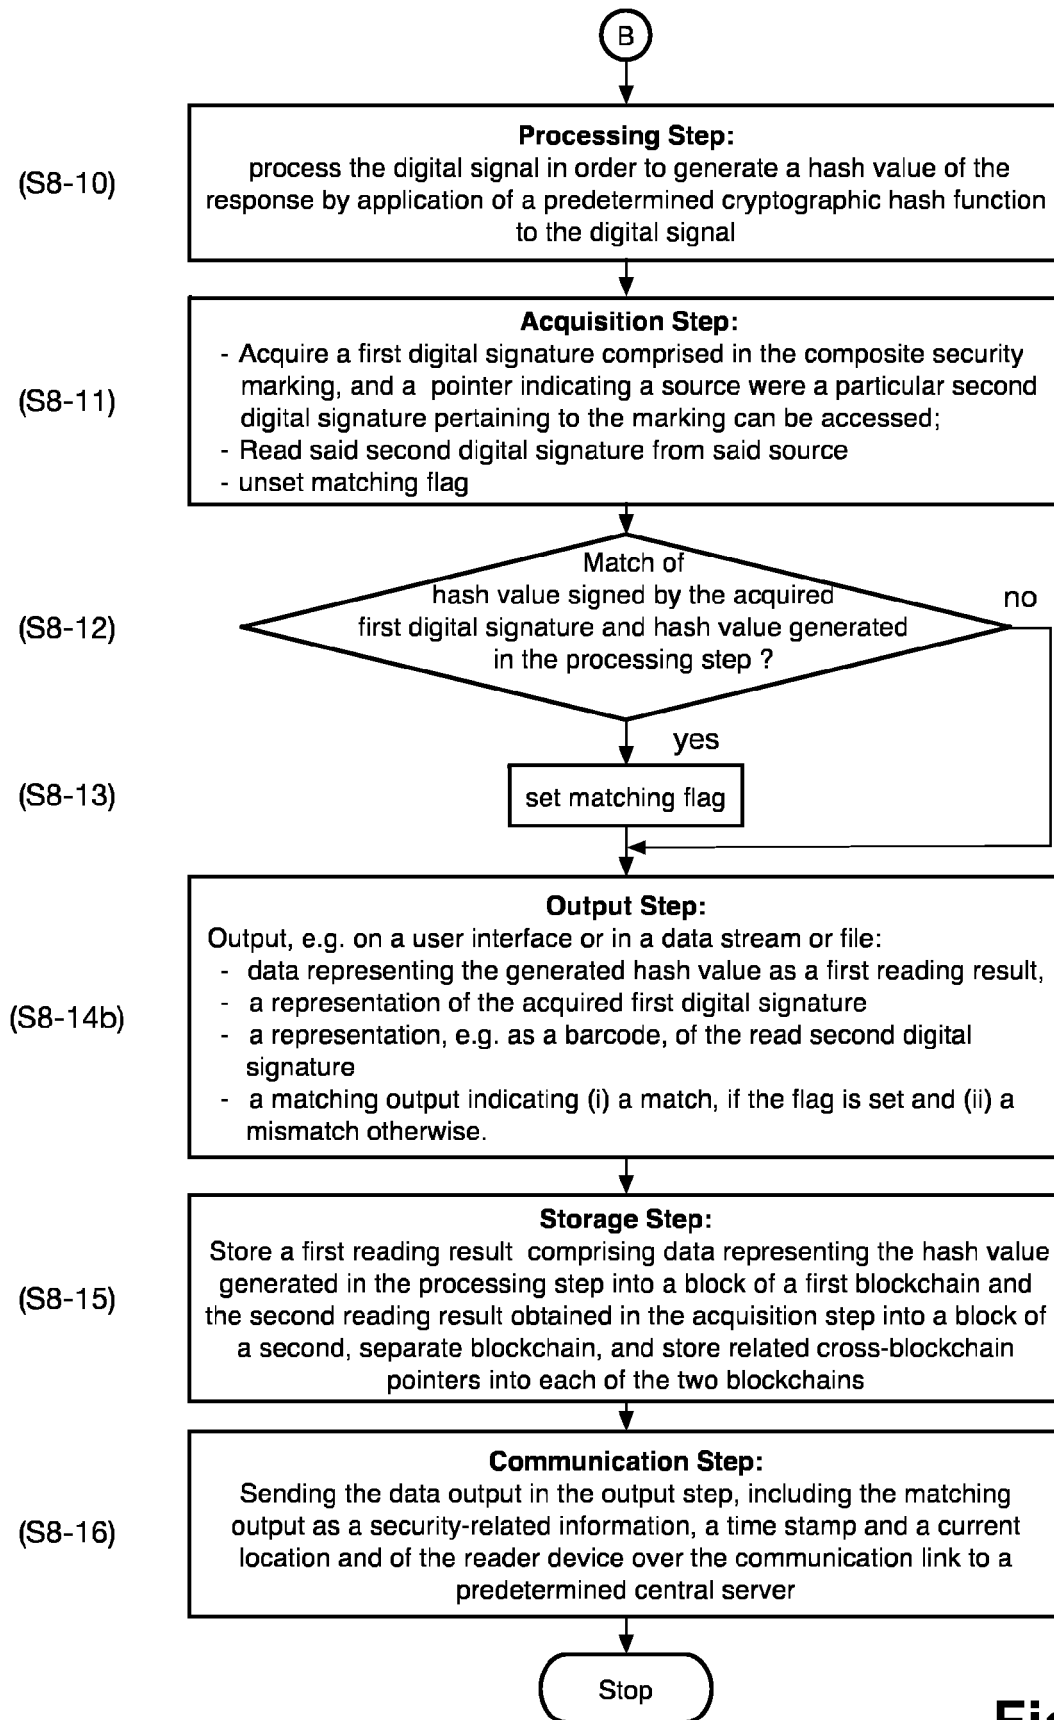 B
Processing Step:
(S8-10)
process the digital signal in order to generate a hash value of the
response by application of a predetermined cryptographic hash function
to the digital signal
Acquisition Step:
- Acquire a first digital signature comprised in the composite security
(S8-11)
marking, and a pointer indicating a source were a particular second
digital signature pertaining to the marking can be accessed;
- Read said second digital signature from said source
- unset matching flag
Match of
hash value signed by the acquired
no
(S8-12)
first digital signature and hash value generated
in the processing step ?
yes
(S8-13)
set matching flag
Output Step:
Output, e.g. on a user interface or in a data stream or file:
- data representing the generated hash value as a first reading result,
- a representation of the acquired first digital signature
(S8-14b)
- a representation, e.g. as a barcode, of the read second digital
signature
- a matching output indicating (i) a match, if the flag is set and (ii) a
mismatch otherwise.
Storage Step:
Store a first reading result comprising data representing the hash value
generated in the processing step into a block of a first blockchain and
(S8-15)
the second reading result obtained in the acquisition step into a block of
a second, separate blockchain, and store related cross-blockchain
pointers into each of the two blockchains
Communication Step:
Sending the data output in the output step, including the matching
(S8-16)
output as a security-related information, a time stamp and a current
location and of the reader device over the communication link to a
predetermined central server
Stop